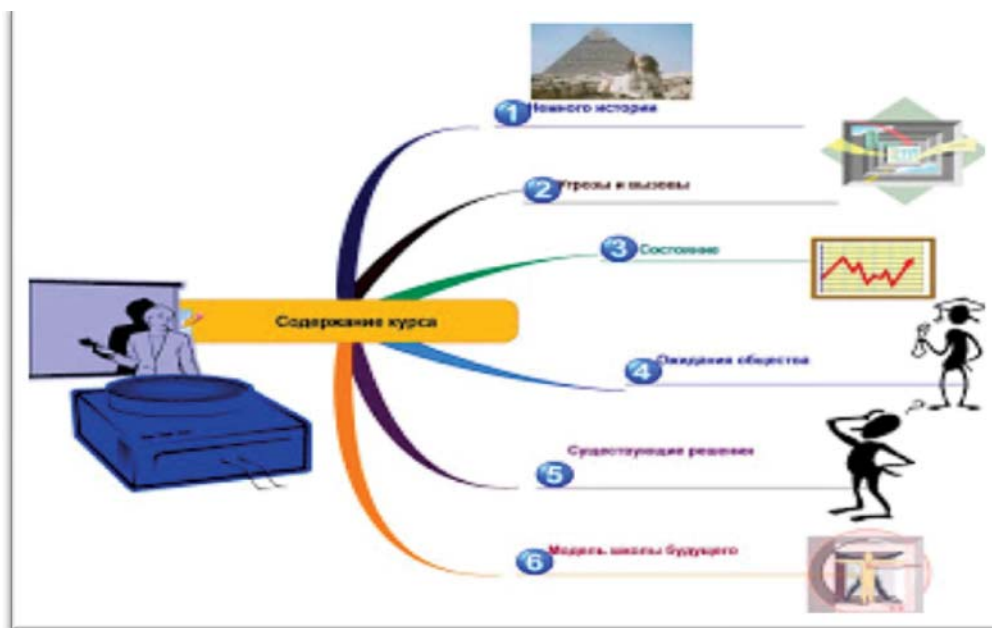 1 Немного истории
2 Угрозы и вызовы
3 Состояние
Содержание курса
4 Ожидания общества
5 Существующие решения
6 Модель школы будущего